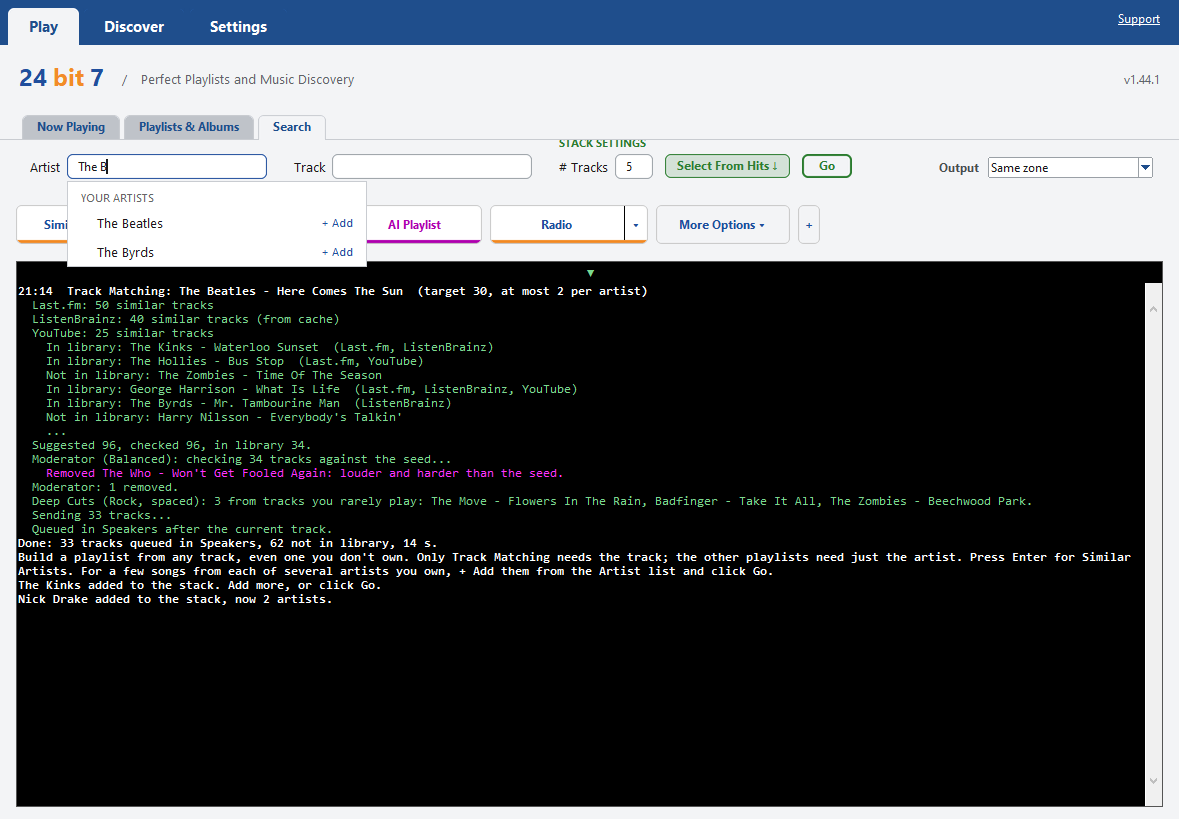 Play Discover Settings Support
24 bit 7 / Perfect Playlists and Music Discovery v1.44.1
Now Playing Playlists & Albums Search
STACK SETTINGS
Artist The B Track # Tracks 5 Select From Hits ↓ Go Output Same zone
YOUR ARTISTS
The Beatles + Add
The Byrds + Add
Simi AI Playlist Radio More Options +
21:14 Track Matching: The Beatles - Here Comes The Sun (target 30, at most 2 per artist)
Last.fm: 50 similar tracks
ListenBrainz: 40 similar tracks (from cache)
YouTube: 25 similar tracks
In library: The Kinks - Waterloo Sunset (Last.fm, ListenBrainz)
In library: The Hollies - Bus Stop (Last.fm, YouTube)
Not in library: The Zombies - Time Of The Season
In library: George Harrison - What Is Life (Last.fm, ListenBrainz, YouTube)
In library: The Byrds - Mr. Tambourine Man (ListenBrainz)
Not in library: Harry Nilsson - Everybody's Talkin'
...
Suggested 96, checked 96, in library 34.
Moderator (Balanced): checking 34 tracks against the seed...
Removed The Who - Won't Get Fooled Again: louder and harder than the seed.
Moderator: 1 removed.
Deep Cuts (Rock, spaced): 3 from tracks you rarely play: The Move - Flowers In The Rain, Badfinger - Take It All, The Zombies - Beechwood Park.
Sending 33 tracks...
Queued in Speakers after the current track.
Done: 33 tracks queued in Speakers, 62 not in library, 14 s.
Build a playlist from any track, even one you don't own. Only Track Matching needs the track; the other playlists need just the artist. Press Enter for Similar
Artists. For a few songs from each of several artists you own, + Add them from the Artist list and click Go.
The Kinks added to the stack. Add more, or click Go.
Nick Drake added to the stack, now 2 artists.